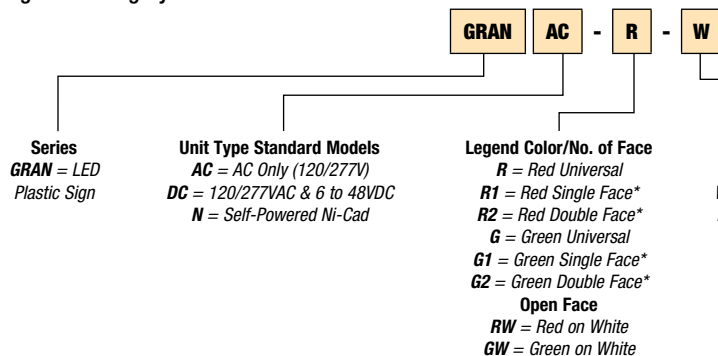 GRAN AC - R - W
Series
GRAN = LED
Plastic Sign
Unit Type Standard Models
AC = AC Only (120/277V)
DC = 120/277VAC & 6 to 48VDC
N = Self-Powered Ni-Cad
Legend Color/No. of Face
R = Red Universal
R1 = Red Single Face*
R2 = Red Double Face*
G = Green Universal
G1 = Green Single Face*
G2 = Green Double Face*
Open Face
RW = Red on White
GW = Green on White